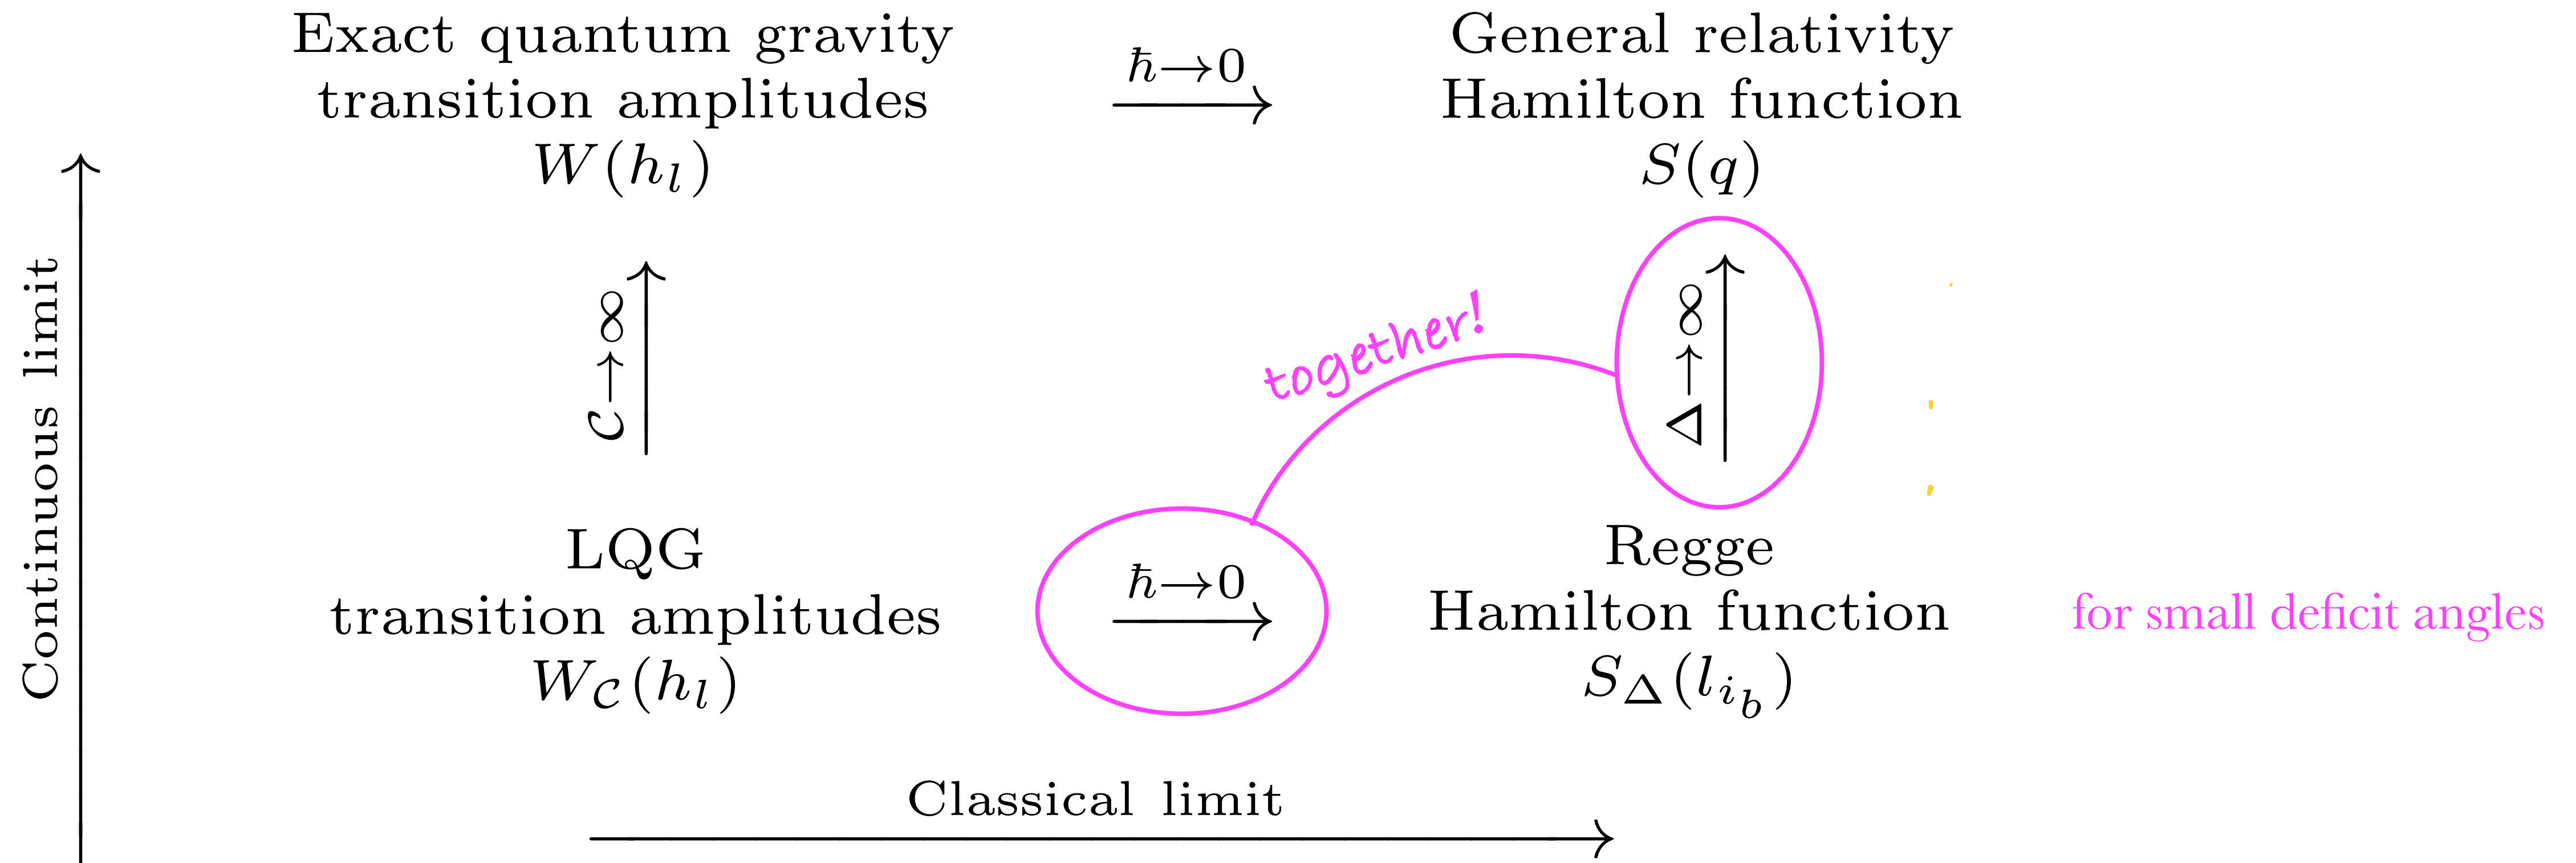 Exact quantum gravity
transition amplitudes
W(h_l)
ℏ→0
General relativity
Hamilton function
S(q)
Continuous limit
C→∞
together!
Δ→∞
LQG
transition amplitudes
W_C(h_l)
ℏ→0
Regge
Hamilton function
S_Δ(l_{i_b})
for small deficit angles
Classical limit